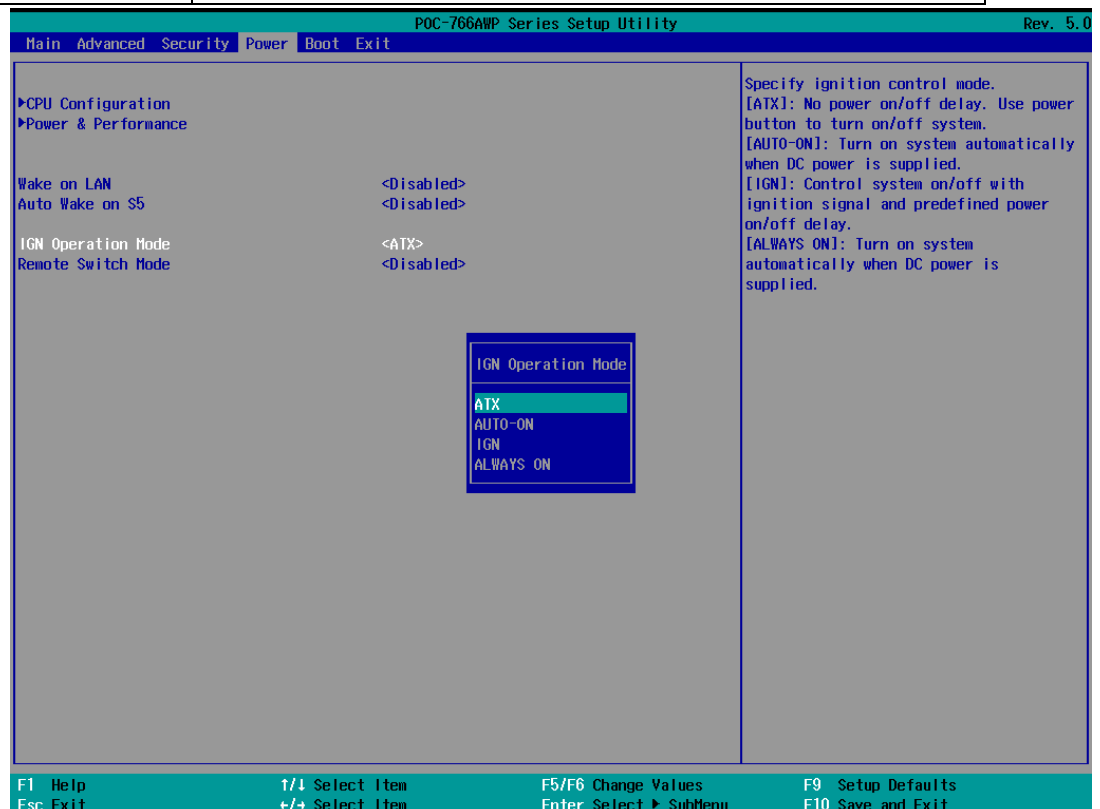 POC-766AWP Series Setup Utility Rev. 5.0
Main Advanced Security Power Boot Exit
▶CPU Configuration
▶Power & Performance
Wake on LAN <Disabled>
Auto Wake on S5 <Disabled>
IGN Operation Mode <ATX>
Remote Switch Mode <Disabled>
Specify ignition control mode.
[ATX]: No power on/off delay. Use power
button to turn on/off system.
[AUTO-ON]: Turn on system automatically
when DC power is supplied.
[IGN]: Control system on/off with
ignition signal and predefined power
on/off delay.
[ALWAYS ON]: Turn on system
automatically when DC power is
supplied.
IGN Operation Mode
ATX
AUTO-ON
IGN
ALWAYS ON
F1 Help ↑/↓ Select Item F5/F6 Change Values F9 Setup Defaults
Esc Exit ←/→ Select Item Enter Select ▶ SubMenu F10 Save and Exit